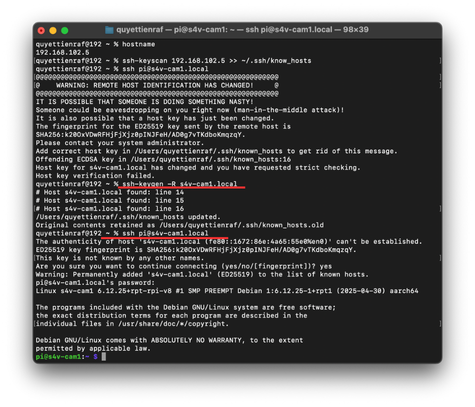 quyettienraf — pi@s4v-cam1: ~ — ssh pi@s4v-cam1.local — 98×39
quyettienraf@192 ~ % hostname
192.168.102.5
quyettienraf@192 ~ % ssh-keyscan 192.168.102.5 >> ~/.ssh/know_hosts
quyettienraf@192 ~ % ssh pi@s4v-cam1.local
@@@@@@@@@@@@@@@@@@@@@@@@@@@@@@@@@@@@@@@@@@@@@@@@@@@@@@@@@@@
@    WARNING: REMOTE HOST IDENTIFICATION HAS CHANGED!     @
@@@@@@@@@@@@@@@@@@@@@@@@@@@@@@@@@@@@@@@@@@@@@@@@@@@@@@@@@@@
IT IS POSSIBLE THAT SOMEONE IS DOING SOMETHING NASTY!
Someone could be eavesdropping on you right now (man-in-the-middle attack)!
It is also possible that a host key has just been changed.
The fingerprint for the ED25519 key sent by the remote host is
SHA256:k20OxVDwRFHjFjXjz0pINJFeH/AD0g7vTKdboKmqzqY.
Please contact your system administrator.
Add correct host key in /Users/quyettienraf/.ssh/known_hosts to get rid of this message.
Offending ECDSA key in /Users/quyettienraf/.ssh/known_hosts:16
Host key for s4v-cam1.local has changed and you have requested strict checking.
Host key verification failed.
quyettienraf@192 ~ % ssh-keygen -R s4v-cam1.local
# Host s4v-cam1.local found: line 14
# Host s4v-cam1.local found: line 15
# Host s4v-cam1.local found: line 16
/Users/quyettienraf/.ssh/known_hosts updated.
Original contents retained as /Users/quyettienraf/.ssh/known_hosts.old
quyettienraf@192 ~ % ssh pi@s4v-cam1.local
The authenticity of host 's4v-cam1.local (fe80::1672:86e:4a65:55e0%en0)' can't be established.
ED25519 key fingerprint is SHA256:k20OxVDwRFHjFjXjz0pINJFeH/AD0g7vTKdboKmqzqY.
This key is not known by any other names.
Are you sure you want to continue connecting (yes/no/[fingerprint])? yes
Warning: Permanently added 's4v-cam1.local' (ED25519) to the list of known hosts.
pi@s4v-cam1.local's password:
Linux s4v-cam1 6.12.25+rpt-rpi-v8 #1 SMP PREEMPT Debian 1:6.12.25-1+rpt1 (2025-04-30) aarch64
The programs included with the Debian GNU/Linux system are free software;
the exact distribution terms for each program are described in the
individual files in /usr/share/doc/*/copyright.
Debian GNU/Linux comes with ABSOLUTELY NO WARRANTY, to the extent
permitted by applicable law.
pi@s4v-cam1:~ $